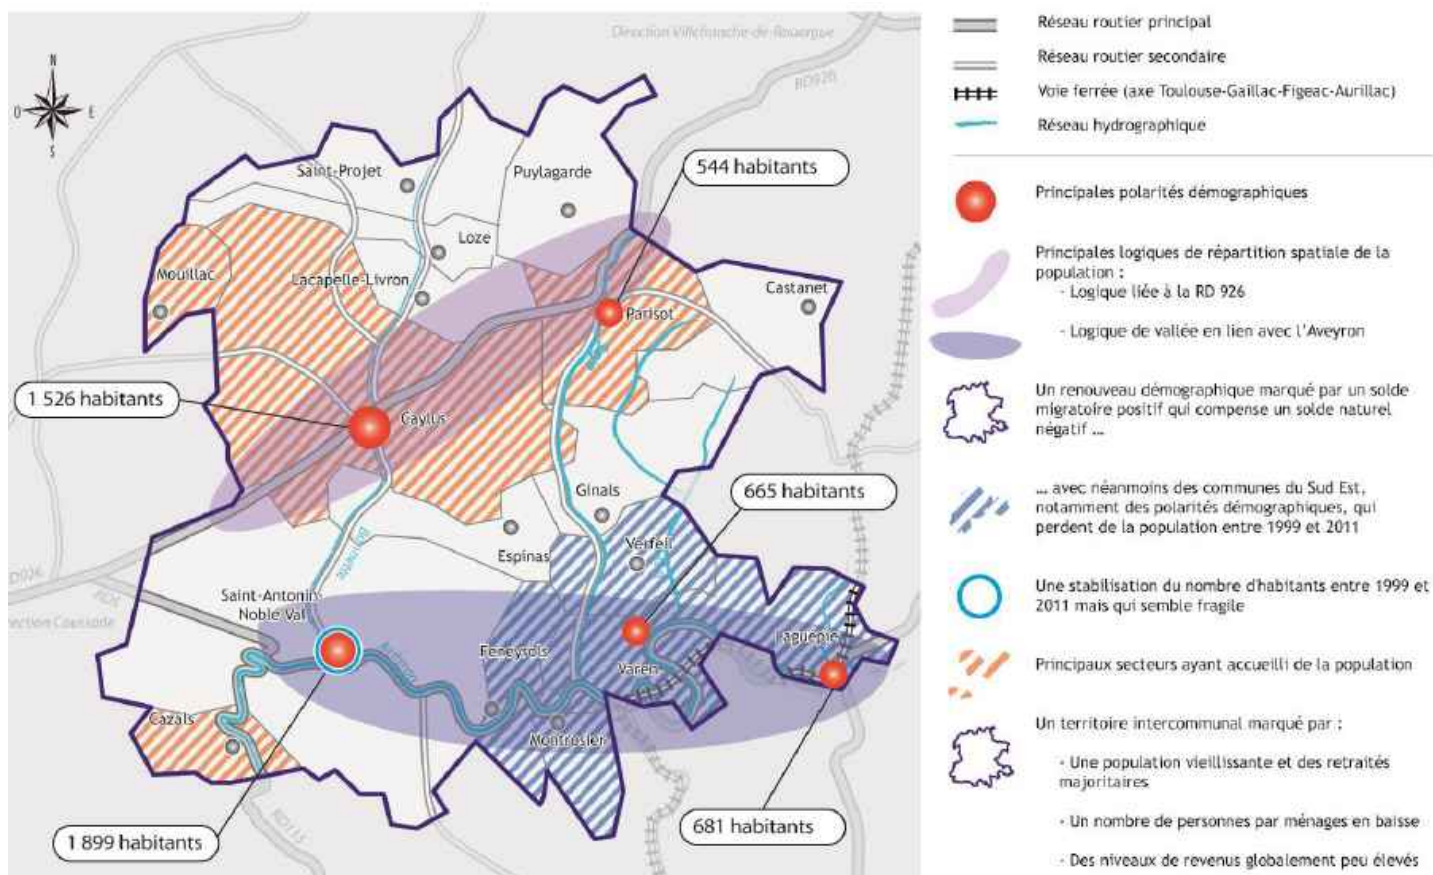 Direction Villefranche-de-Rouergue
RD926
N
O
E
S
Saint-Projet
Puylagarde
544 habitants
Loze
Mouillac
Lacapelle-Livron
Castanet
Parisot
1 526 habitants
Caylus
Ginals
665 habitants
Espinas
Verfeil
Bonnette
RD926
RD5
Saint-Antonin
Noble-Val
Laguépie
Feneyrols
Varen
Aveyron
Cazals
Montrosier
RD115
1 899 habitants
681 habitants
Réseau routier principal
Réseau routier secondaire
Voie ferrée (axe Toulouse-Gaillac-Figeac-Aurillac)
Réseau hydrographique
Principales polarités démographiques
Principales logiques de répartition spatiale de la
population :
- Logique liée à la RD 926
- Logique de vallée en lien avec l'Aveyron
Un renouveau démographique marqué par un solde
migratoire positif qui compense un solde naturel
négatif ...
... avec néanmoins des communes du Sud Est,
notamment des polarités démographiques, qui
perdent de la population entre 1999 et 2011
Une stabilisation du nombre d'habitants entre 1999 et
2011 mais qui semble fragile
Principaux secteurs ayant accueilli de la population
Un territoire intercommunal marqué par :
- Une population vieillissante et des retraités
majoritaires
- Un nombre de personnes par ménages en baisse
- Des niveaux de revenus globalement peu élevés